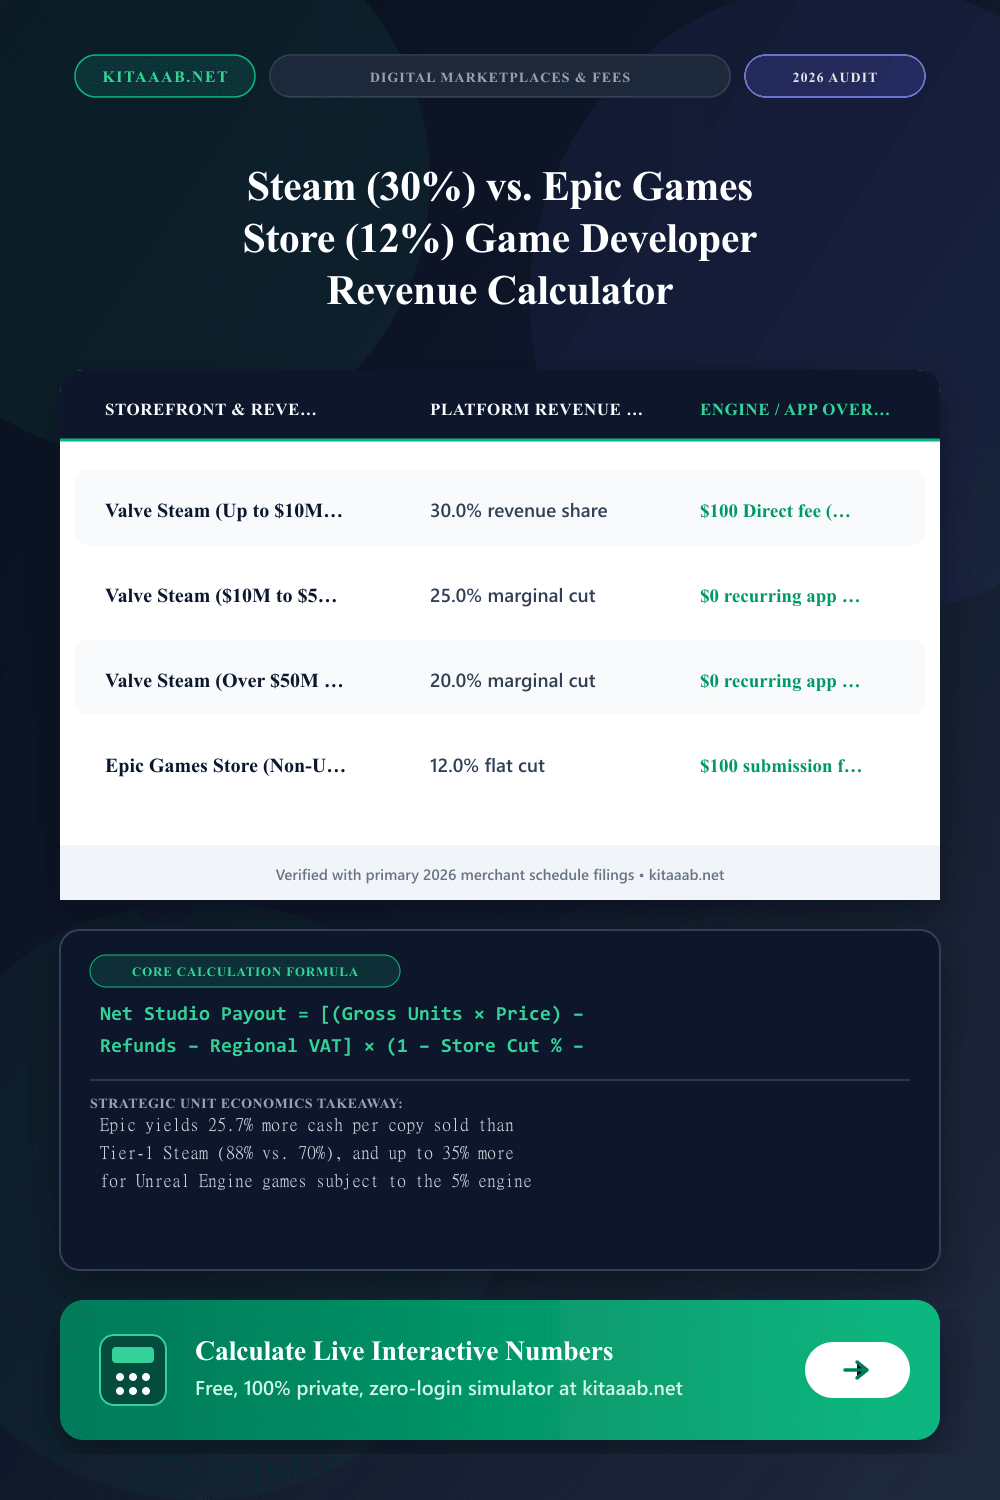 KITAAAB.NET
DIGITAL MARKETPLACES & FEES
2026 AUDIT
Steam (30%) vs. Epic Games
Store (12%) Game Developer
Revenue Calculator
STOREFRONT & REVE...
PLATFORM REVENUE ...
ENGINE / APP OVER...
Valve Steam (Up to $10M...
30.0% revenue share
$100 Direct fee (...
Valve Steam ($10M to $5...
25.0% marginal cut
$0 recurring app ...
Valve Steam (Over $50M ...
20.0% marginal cut
$0 recurring app ...
Epic Games Store (Non-U...
12.0% flat cut
$100 submission f...
Verified with primary 2026 merchant schedule filings • kitaaab.net
CORE CALCULATION FORMULA
Net Studio Payout = [(Gross Units × Price) −
Refunds − Regional VAT] × (1 − Store Cut % −
STRATEGIC UNIT ECONOMICS TAKEAWAY:
Epic yields 25.7% more cash per copy sold than
Tier-1 Steam (88% vs. 70%), and up to 35% more
for Unreal Engine games subject to the 5% engine
Calculate Live Interactive Numbers
Free, 100% private, zero-login simulator at kitaaab.net